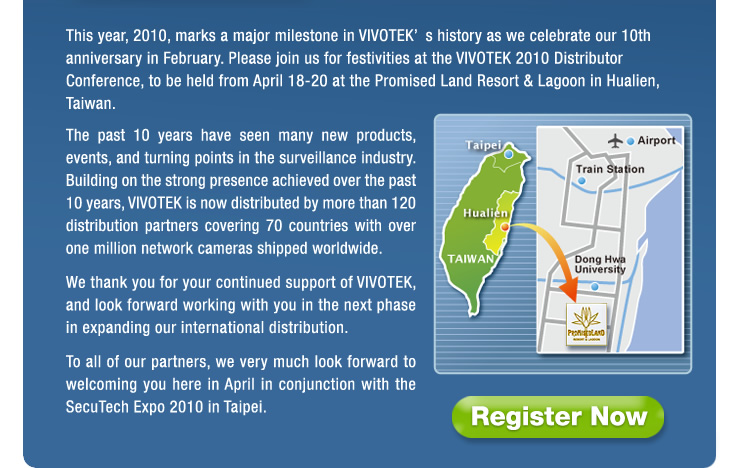 This year, 2010, marks a major milestone in VIVOTEK’ s history as we celebrate our 10th
anniversary in February. Please join us for festivities at the VIVOTEK 2010 Distributor
Conference, to be held from April 18-20 at the Promised Land Resort & Lagoon in Hualien,
Taiwan.
The past 10 years have seen many new products,
events, and turning points in the surveillance industry.
Building on the strong presence achieved over the past
10 years, VIVOTEK is now distributed by more than 120
distribution partners covering 70 countries with over
one million network cameras shipped worldwide.
We thank you for your continued support of VIVOTEK,
and look forward working with you in the next phase
in expanding our international distribution.
To all of our partners, we very much look forward to
welcoming you here in April in conjunction with the
SecuTech Expo 2010 in Taipei.
Taipei
Hualien
TAIWAN
Airport
Train Station
Dong Hwa
University
PROMISEDLAND
RESORT & LAGOON
Register Now